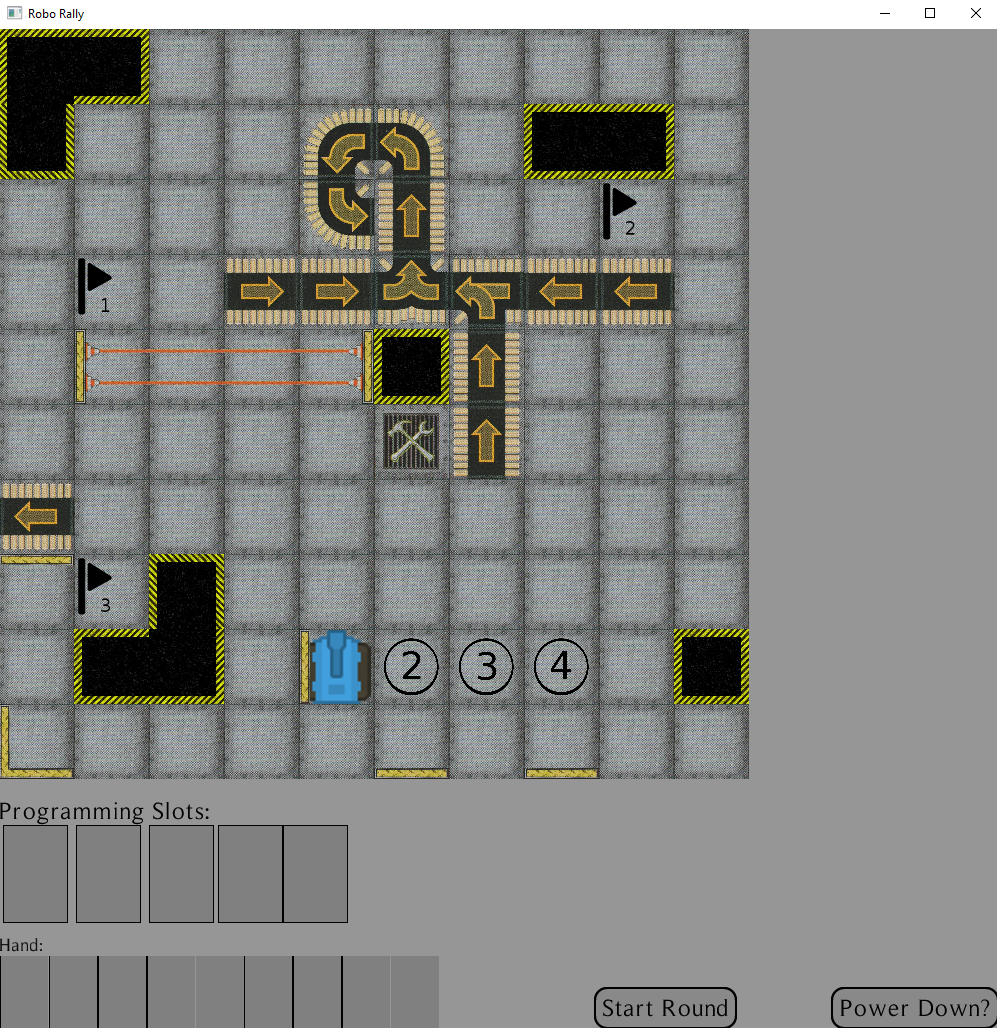 Robo Rally
2
1
3
2 3 4
Programming Slots:
Hand:
Start Round Power Down?